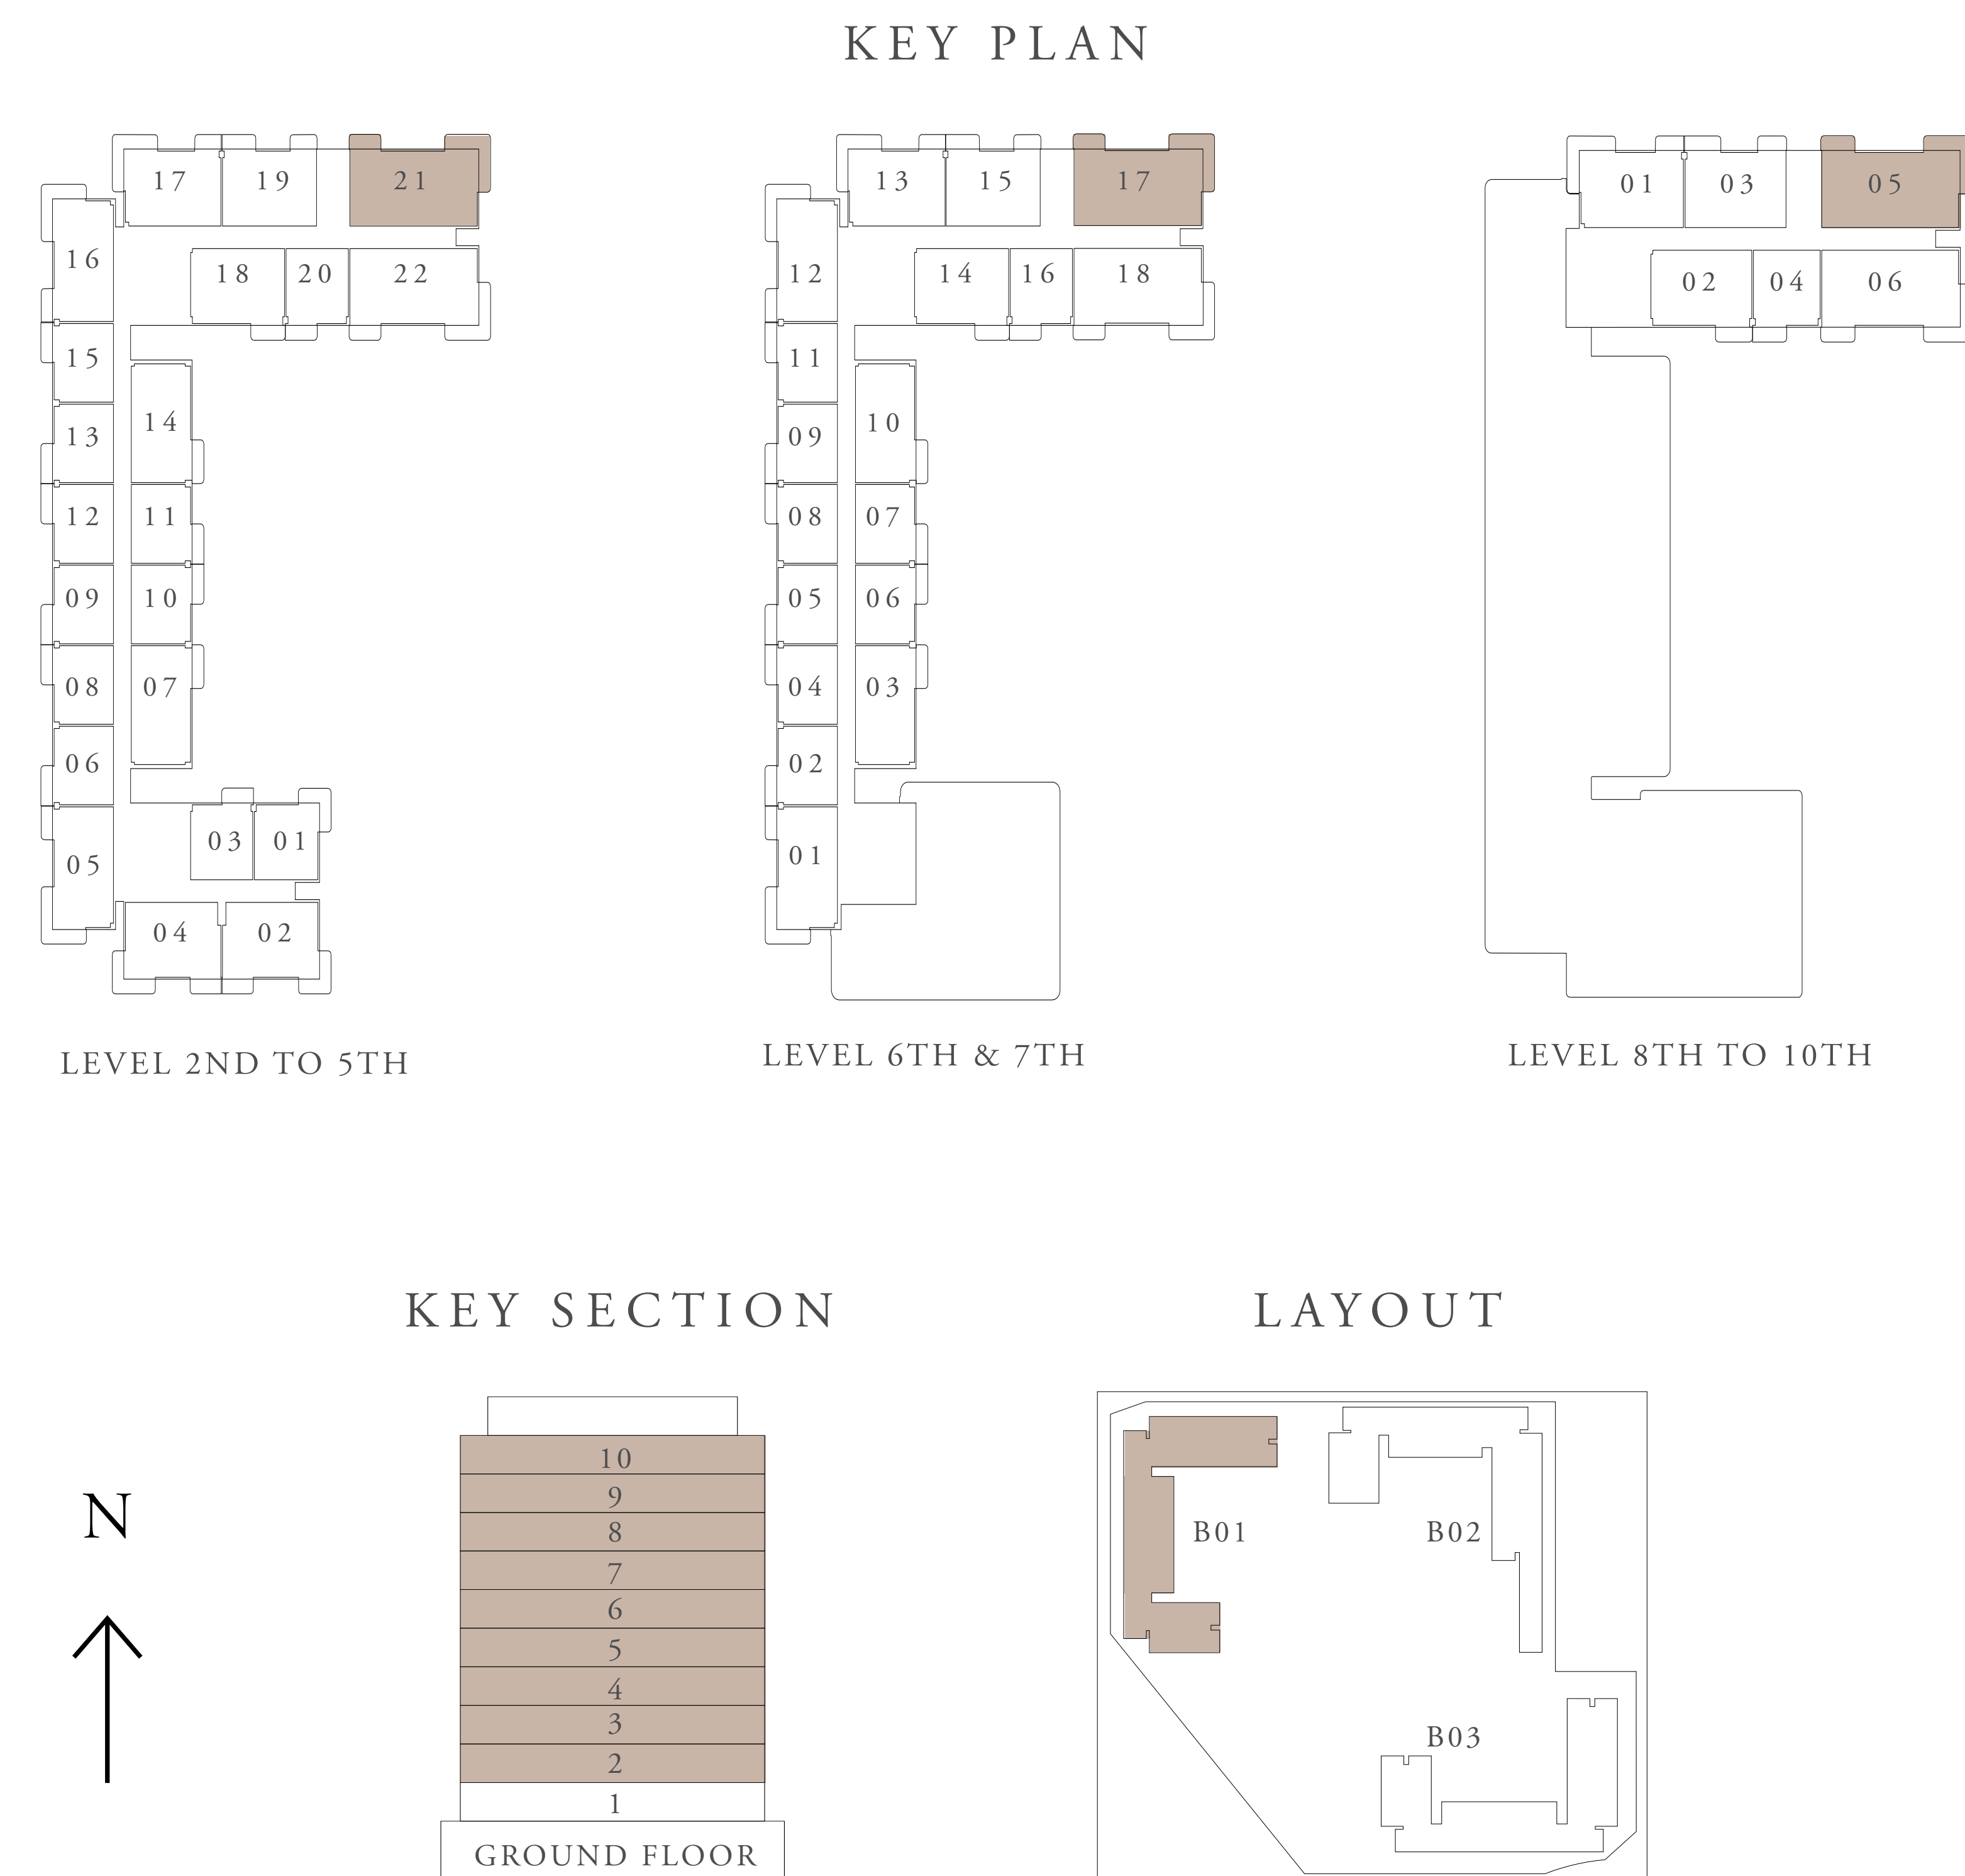 KEY PLAN
17 19 21
16
18 20 22
15
14
13
12 11
09 10
08 07
06
03 01
05
04 02
LEVEL 2ND TO 5TH
13 15 17
12 14 16 18
11
10
09
08 07
05 06
04 03
02
01
LEVEL 6TH & 7TH
01 03 05
02 04 06
LEVEL 8TH TO 10TH
KEY SECTION
10
9
8
7
6
5
4
3
2
1
GROUND FLOOR
N
LAYOUT
B01 B02
B03